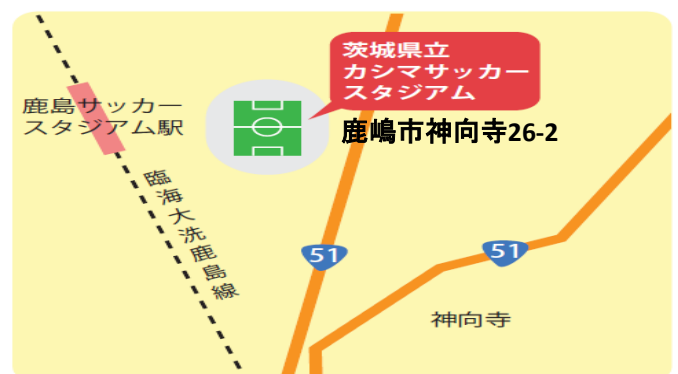 茨城県立
カシマサッカー
スタジアム
鹿島サッカー
スタジアム駅
鹿嶋市神向寺26-2
臨海大洗鹿島線
51
51
神向寺